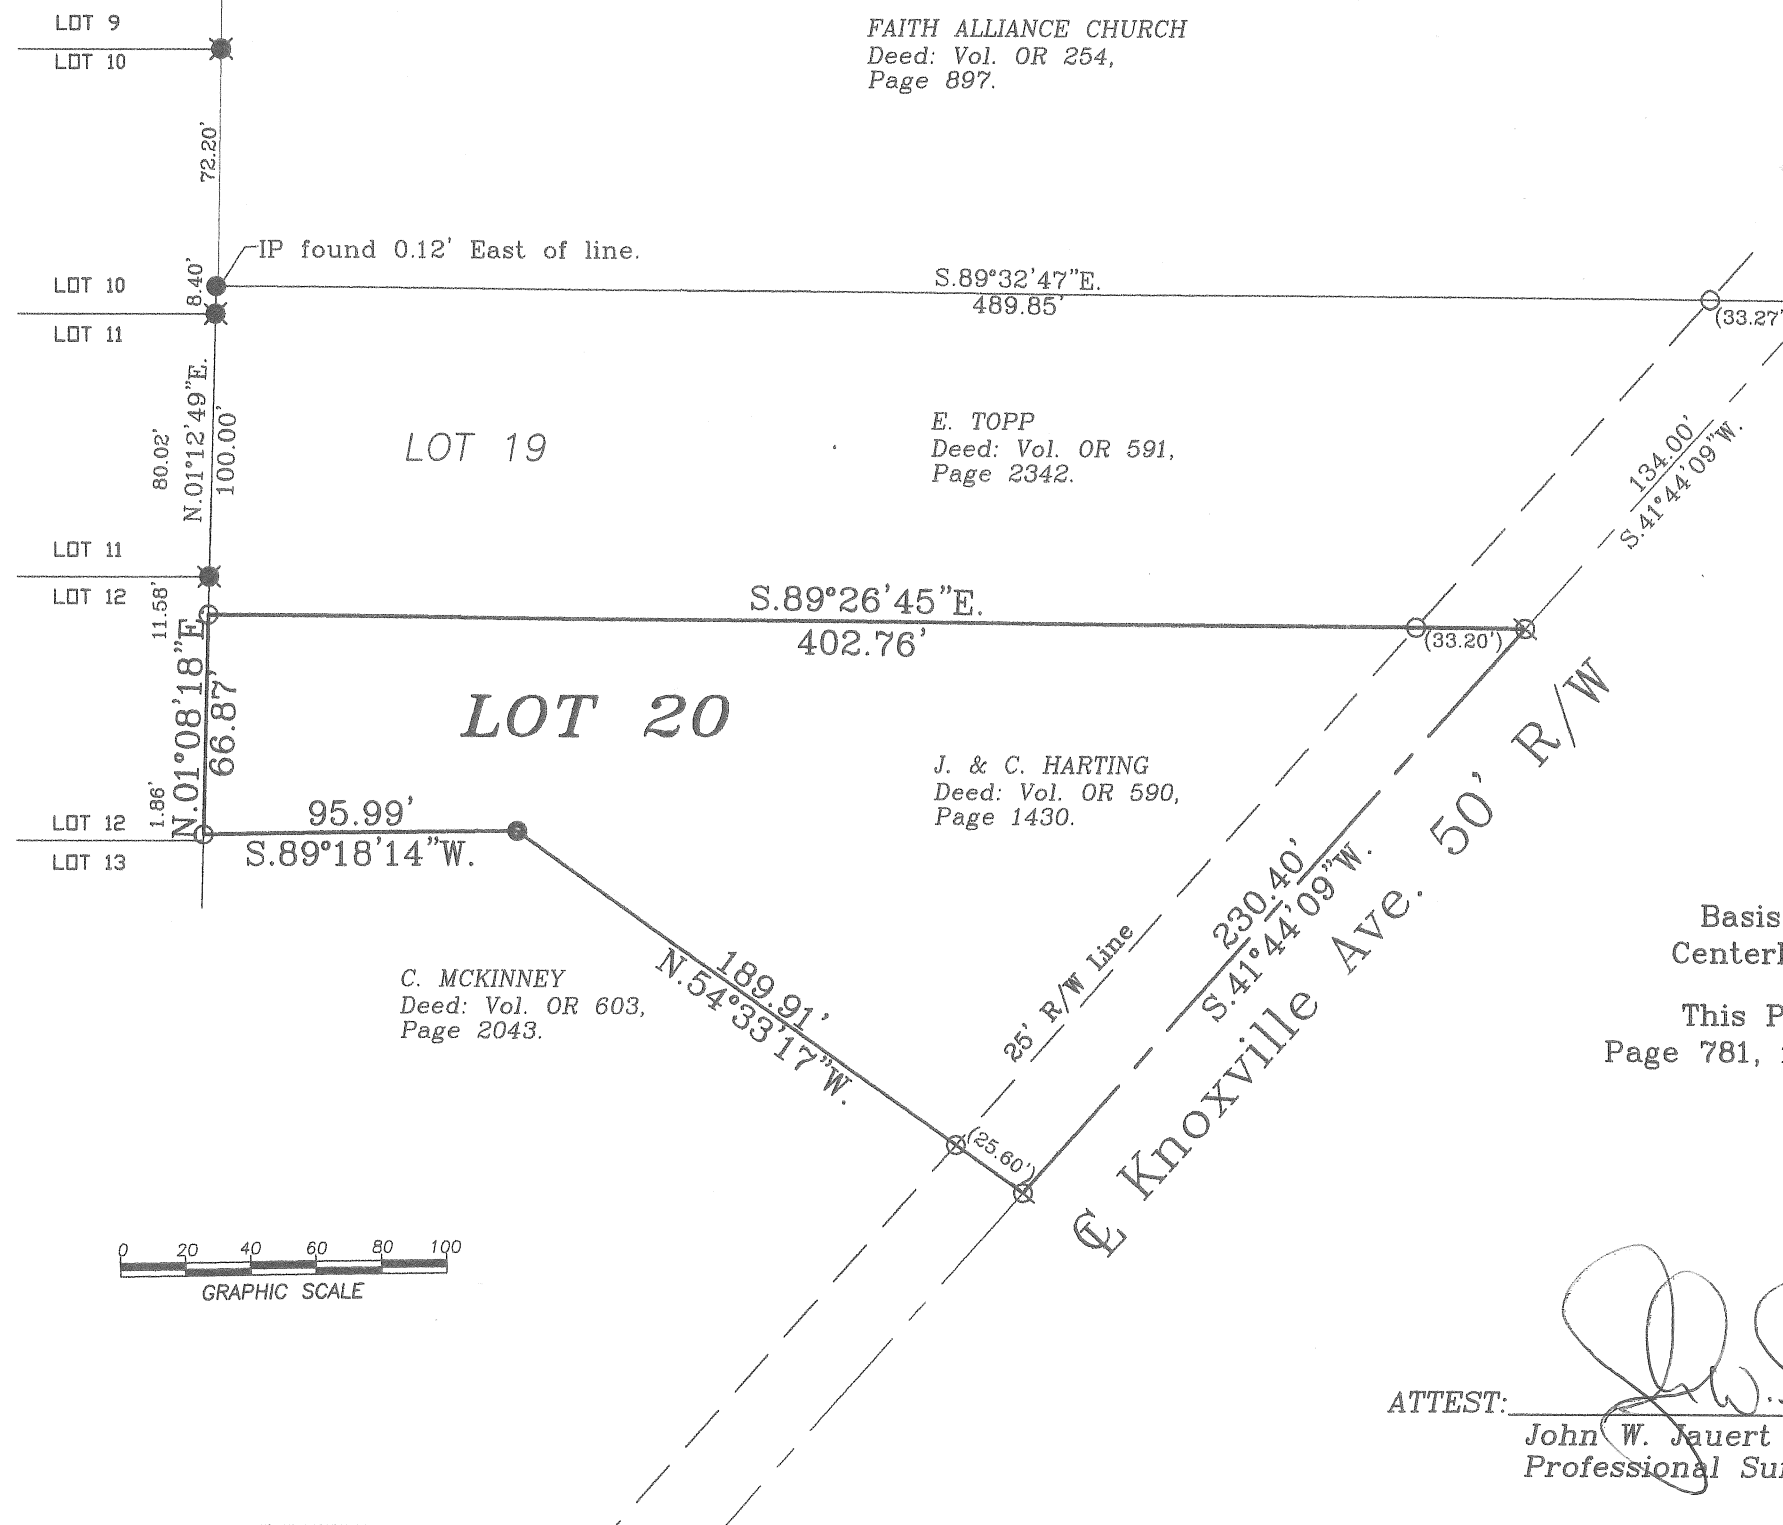 LOT 9
LOT 10
FAITH ALLIANCE CHURCH
Deed: Vol. OR 254,
Page 897.
72.20'
IP found 0.12' East of line.
LOT 10
8.40'
LOT 11
S.89°32'47"E.
489.85'
(33.27'
N.01°12'49"E.
100.00'
80.02'
LOT 19
E. TOPP
Deed: Vol. OR 591,
Page 2342.
134.00'
S.41°44'09"W.
LOT 11
LOT 12
11.58'
S.89°26'45"E.
402.76'
(33.20')
N.01°08'18"E.
66.87'
LOT 20
J. & C. HARTING
Deed: Vol. OR 590,
Page 1430.
1.86'
LOT 12
LOT 13
95.99'
S.89°18'14"W.
230.40'
S.41°44'09"W.
25' R/W Line
℄ Knoxville Ave. 50' R/W
C. MCKINNEY
Deed: Vol. OR 603,
Page 2043.
189.91'
N.54°33'17"W.
(25.60')
Basis
Centerl
This P
Page 781,
0 20 40 60 80 100
GRAPHIC SCALE
ATTEST:
John W. Jauert
Professional Sur